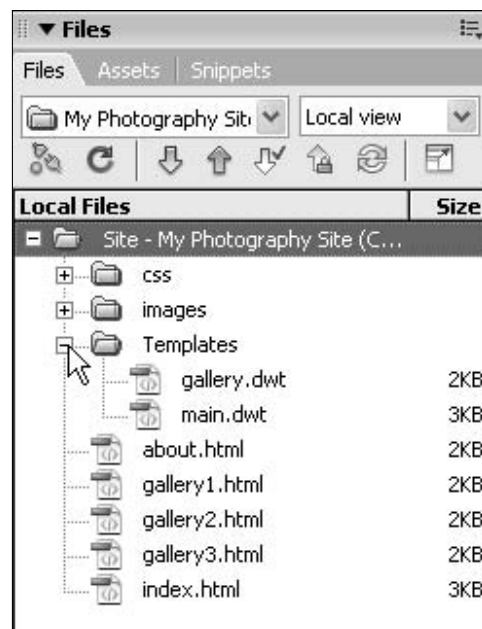 Files
Files Assets Snippets
My Photography Sit Local view
Local Files Size
Site - My Photography Site (C...
css
images
Templates
gallery.dwt 2KB
main.dwt 3KB
about.html 2KB
gallery1.html 2KB
gallery2.html 2KB
gallery3.html 2KB
index.html 3KB